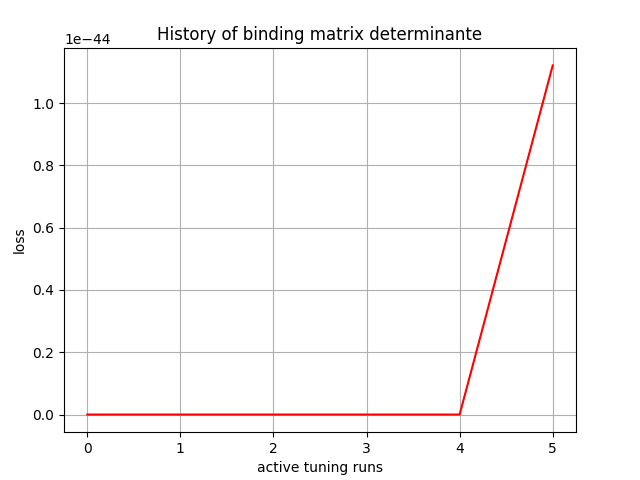 History of binding matrix determinante
1e−44
1.0
0.8
0.6
0.4
0.2
0.0
loss
0 1 2 3 4 5
active tuning runs